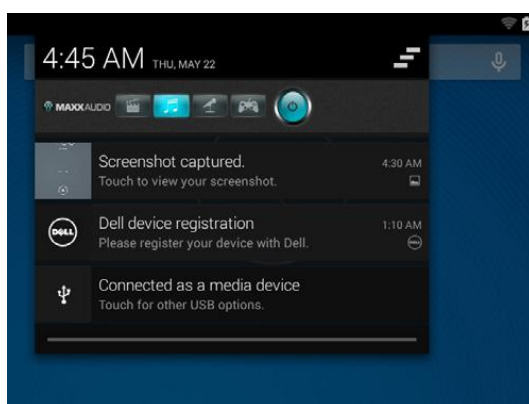 4:45 AM THU, MAY 22
MAXXAUDIO
Screenshot captured. 4:30 AM
Touch to view your screenshot.
Dell device registration 1:10 AM
DELL
Please register your device with Dell.
Connected as a media device
Touch for other USB options.